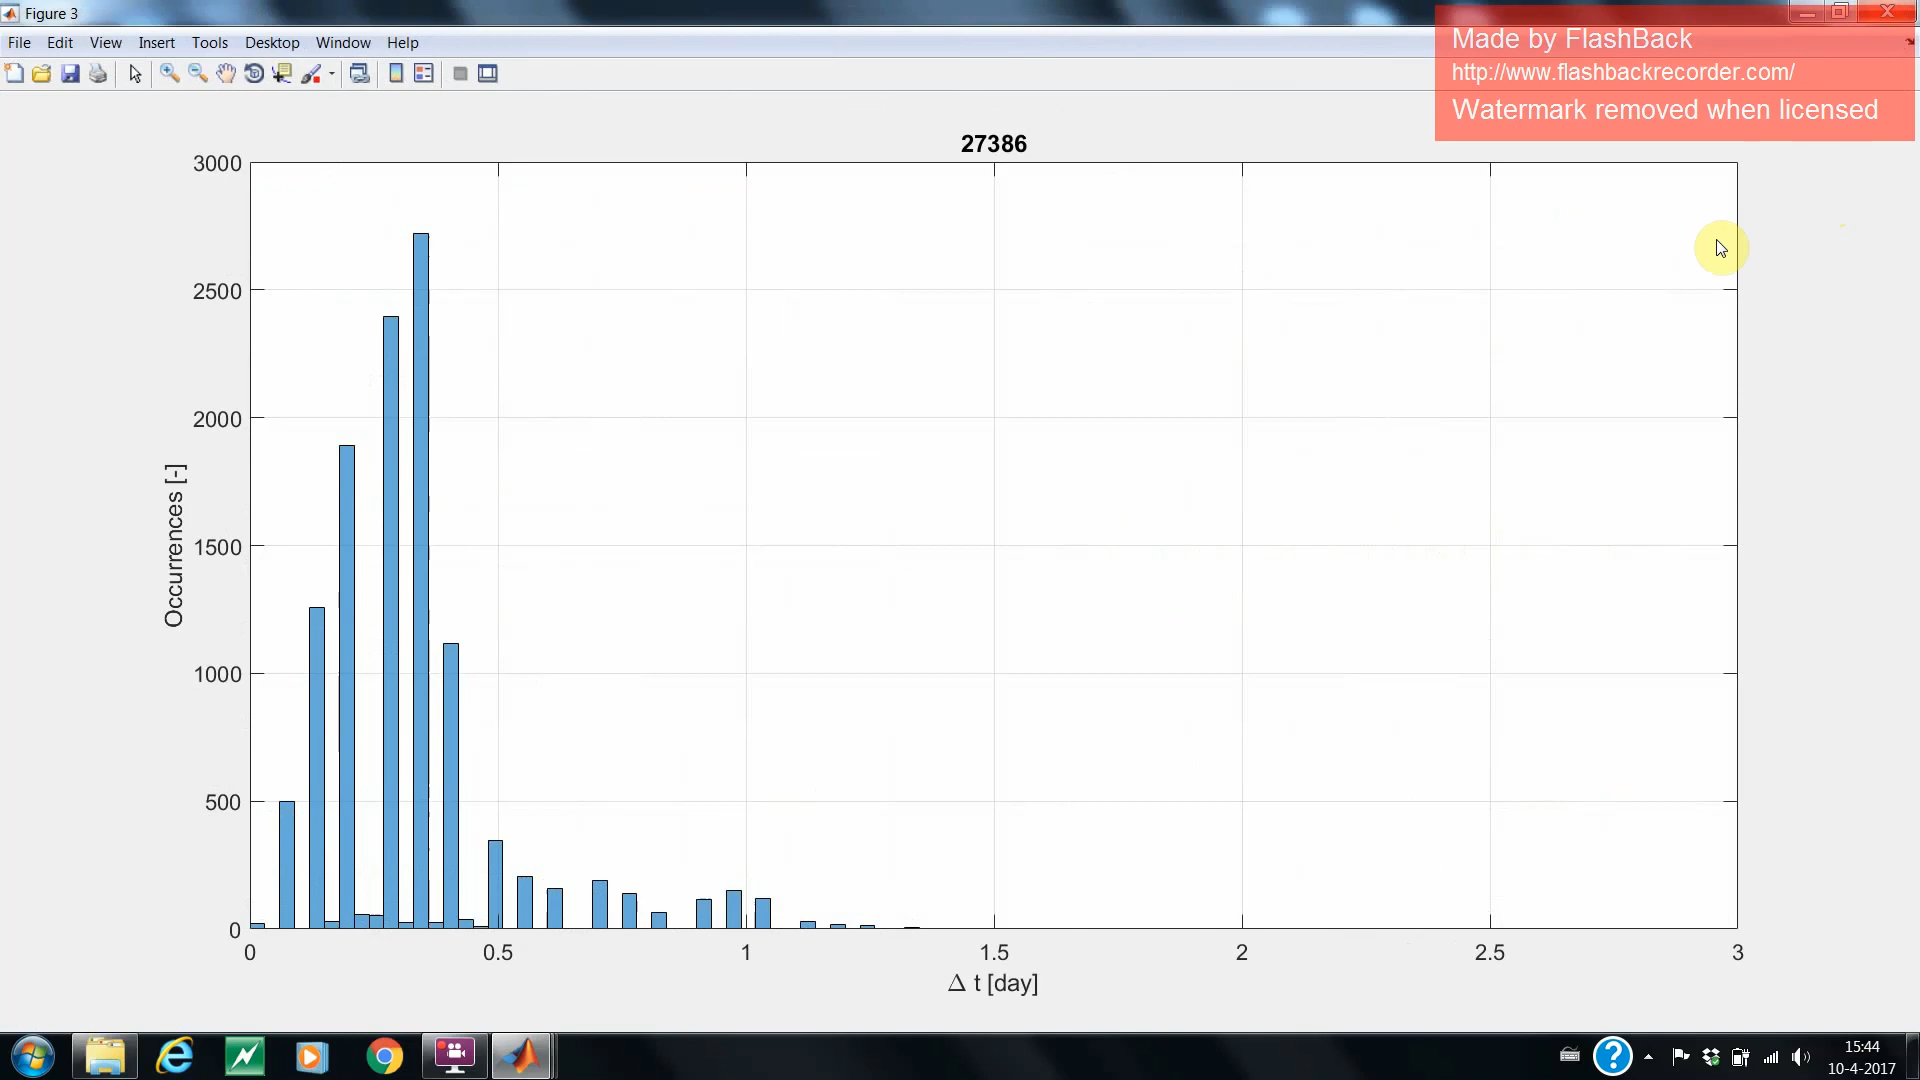 Figure 3
File Edit View Insert Tools Desktop Window Help
Made by FlashBack
http://www.flashbackrecorder.com/
Watermark removed when licensed
27386
3000
2500
2000
1500
1000
500
0
Occurrences [-]
0 0.5 1 1.5 2 2.5 3
Δ t [day]
15:44
10-4-2017